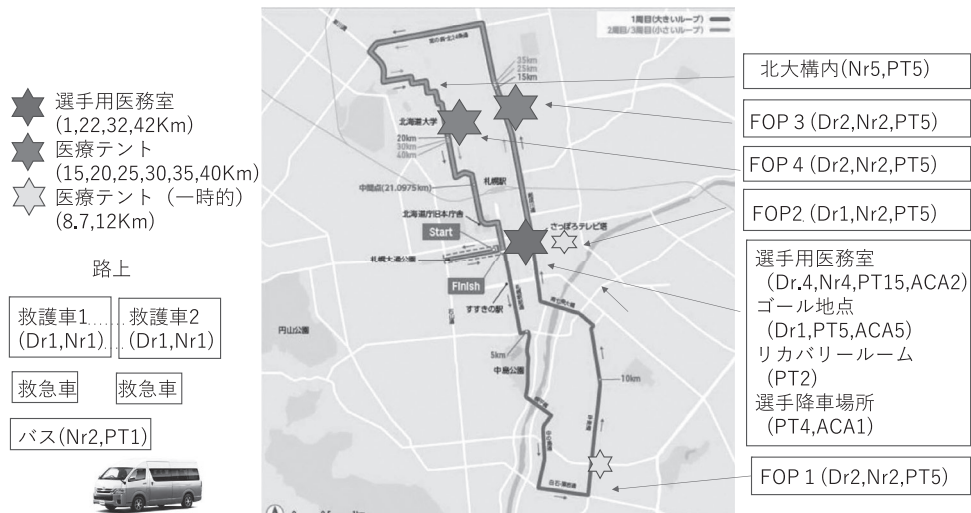 選手用医務室
(1,22,32,42Km)
医療テント
(15,20,25,30,35,40Km)
医療テント（一時的）
(8.7,12Km)
路上
救護車1
(Dr1,Nr1)
救護車2
(Dr1,Nr1)
救急車
救急車
バス(Nr2,PT1)
1周目(大きいループ)
2周目/3周目(小さいループ)
35km
25km
15km
北海道大学
20km
30km
40km
中間点(21.0975km)
札幌駅
北海道庁旧本庁舎
Start
さっぽろテレビ塔
札幌大通公園
Finish
すすきの駅
円山公園
5km
中島公園
10km
北大構内(Nr5,PT5)
FOP 3 (Dr2,Nr2,PT5)
FOP 4 (Dr2,Nr2,PT5)
FOP2 (Dr1,Nr2,PT5)
選手用医務室
(Dr.4,Nr4,PT15,ACA2)
ゴール地点
(Dr1,PT5,ACA5)
リカバリールーム
(PT2)
選手降車場所
(PT4,ACA1)
FOP 1 (Dr2,Nr2,PT5)